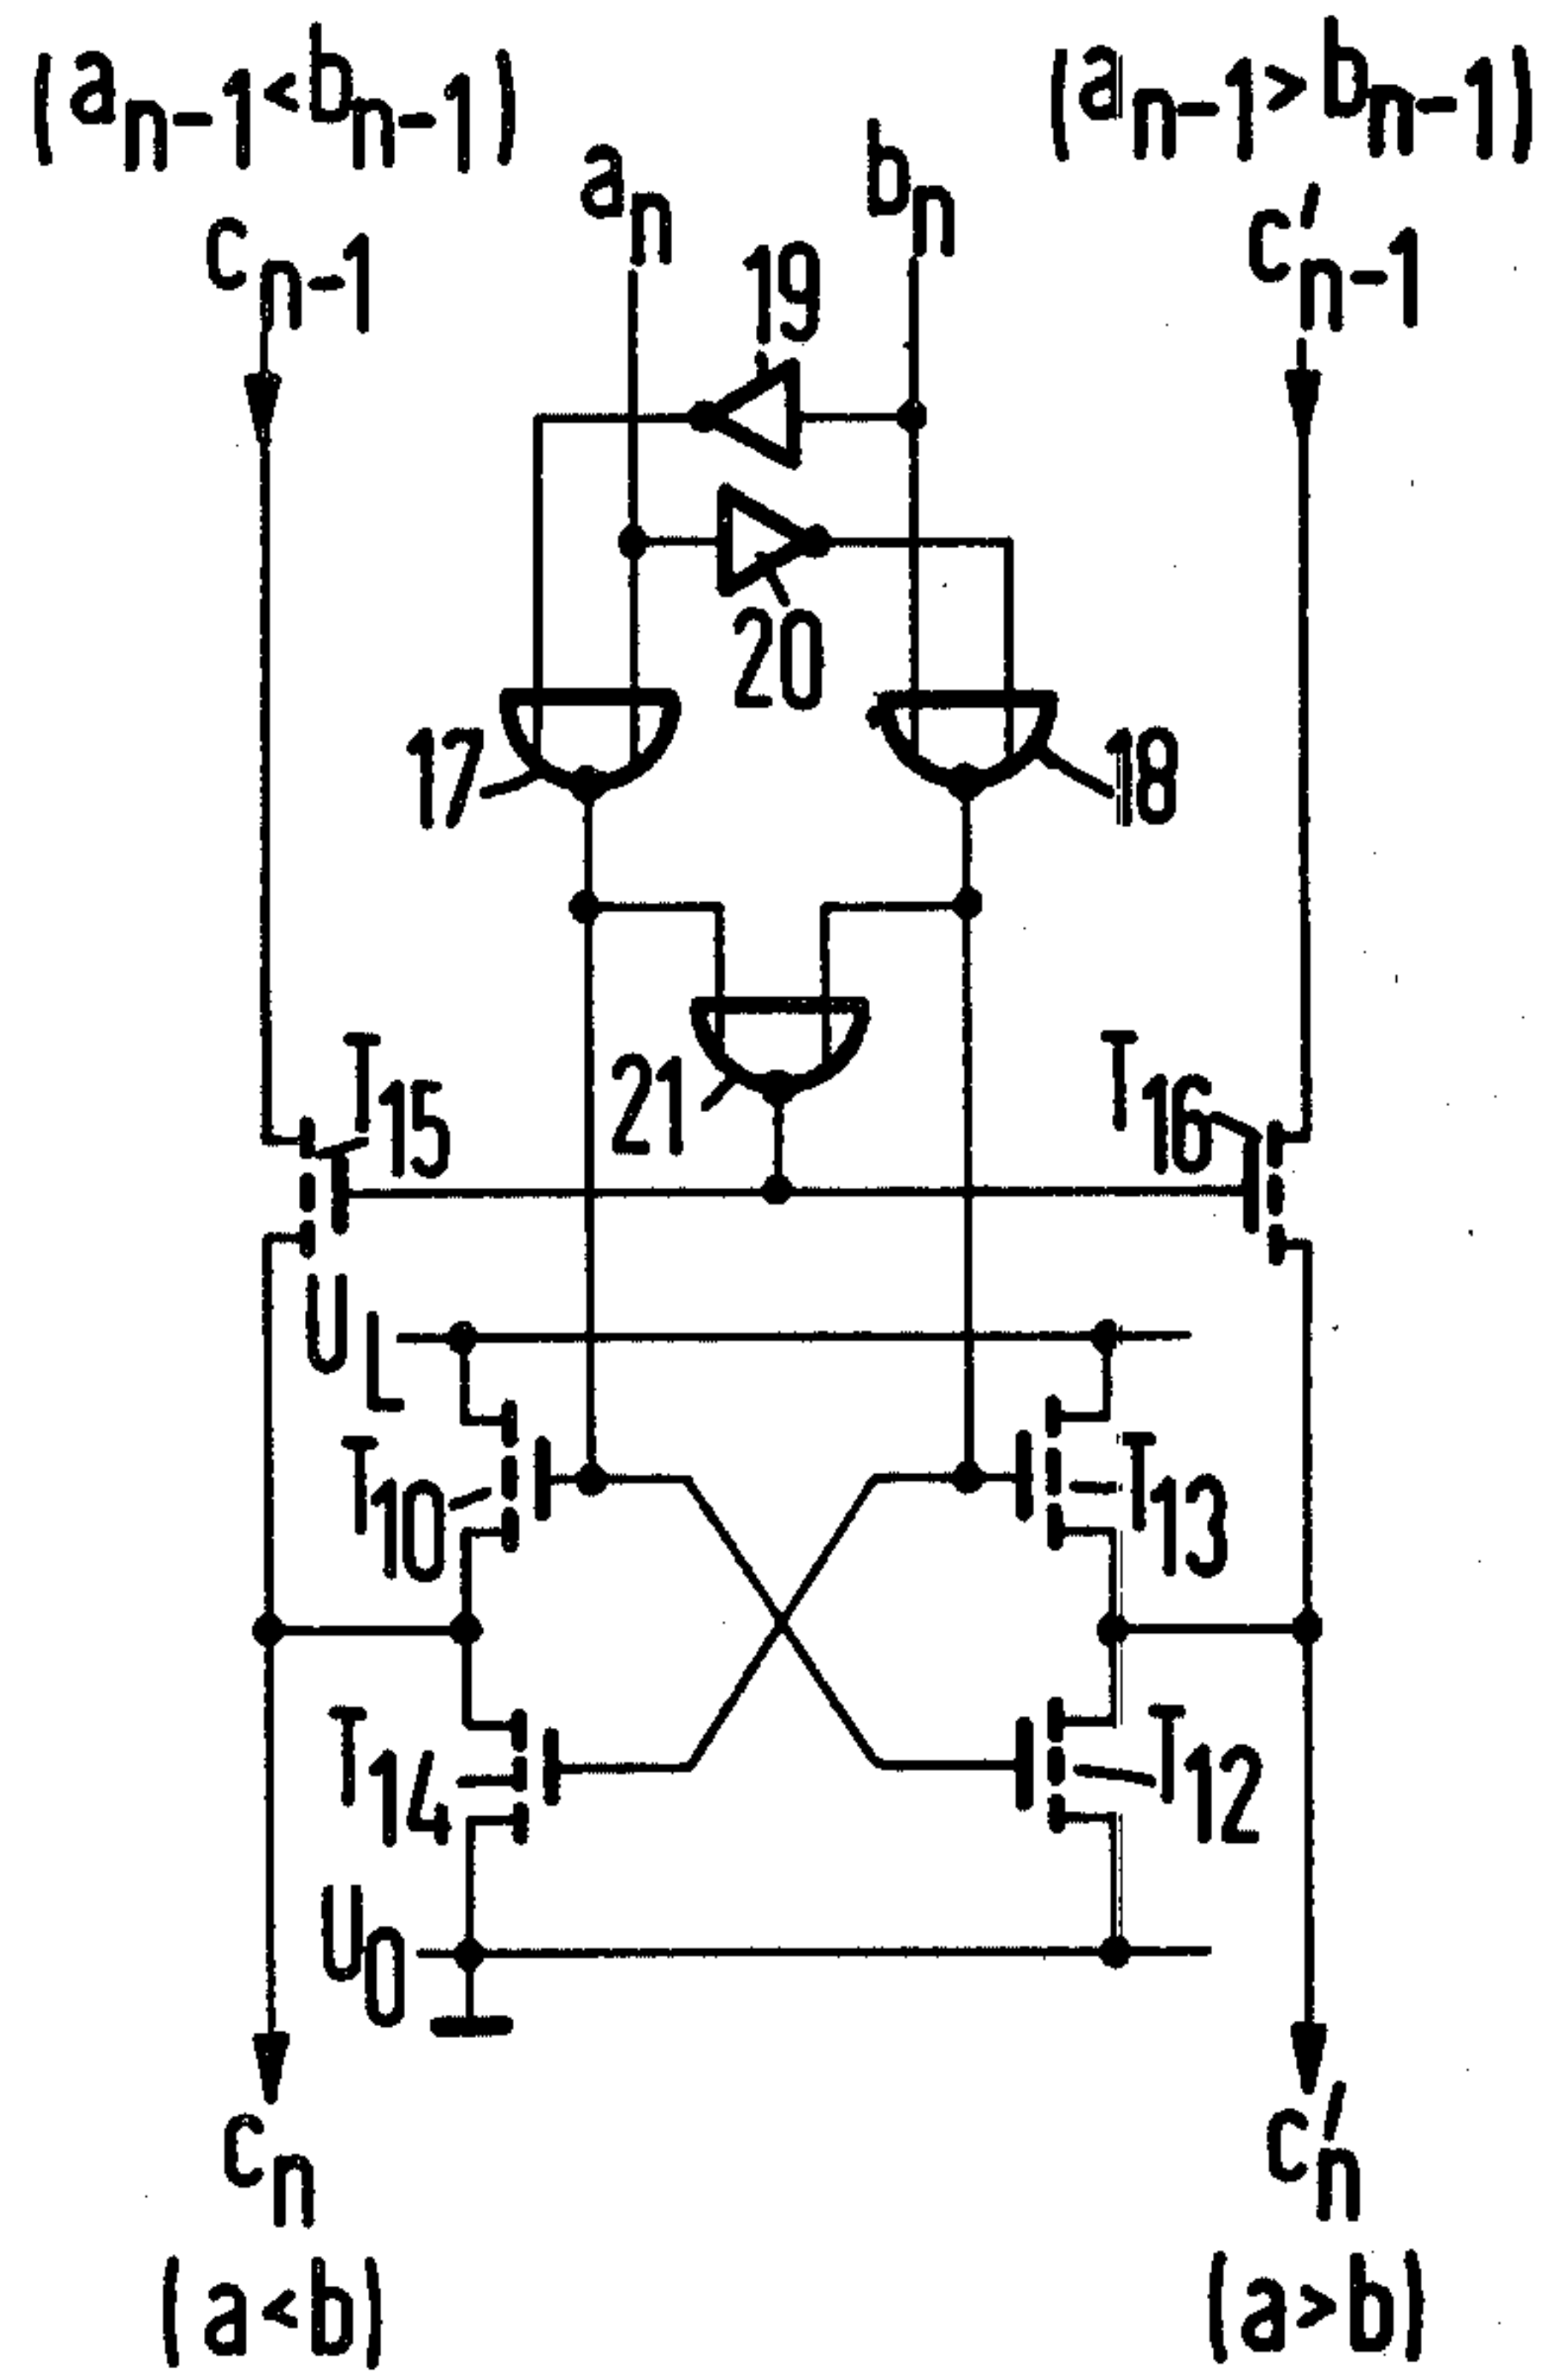 (aₙ₋₁<bₙ₋₁)
(aₙ₋₁>bₙ₋₁)
aₙ
bₙ
cₙ₋₁
c′ₙ₋₁
19
20
17
18
21
T₁₅
T₁₆
U_L
T₁₀
T₁₃
T₁₄
T₁₂
U₀
cₙ
c′ₙ
(a<b)
(a>b)